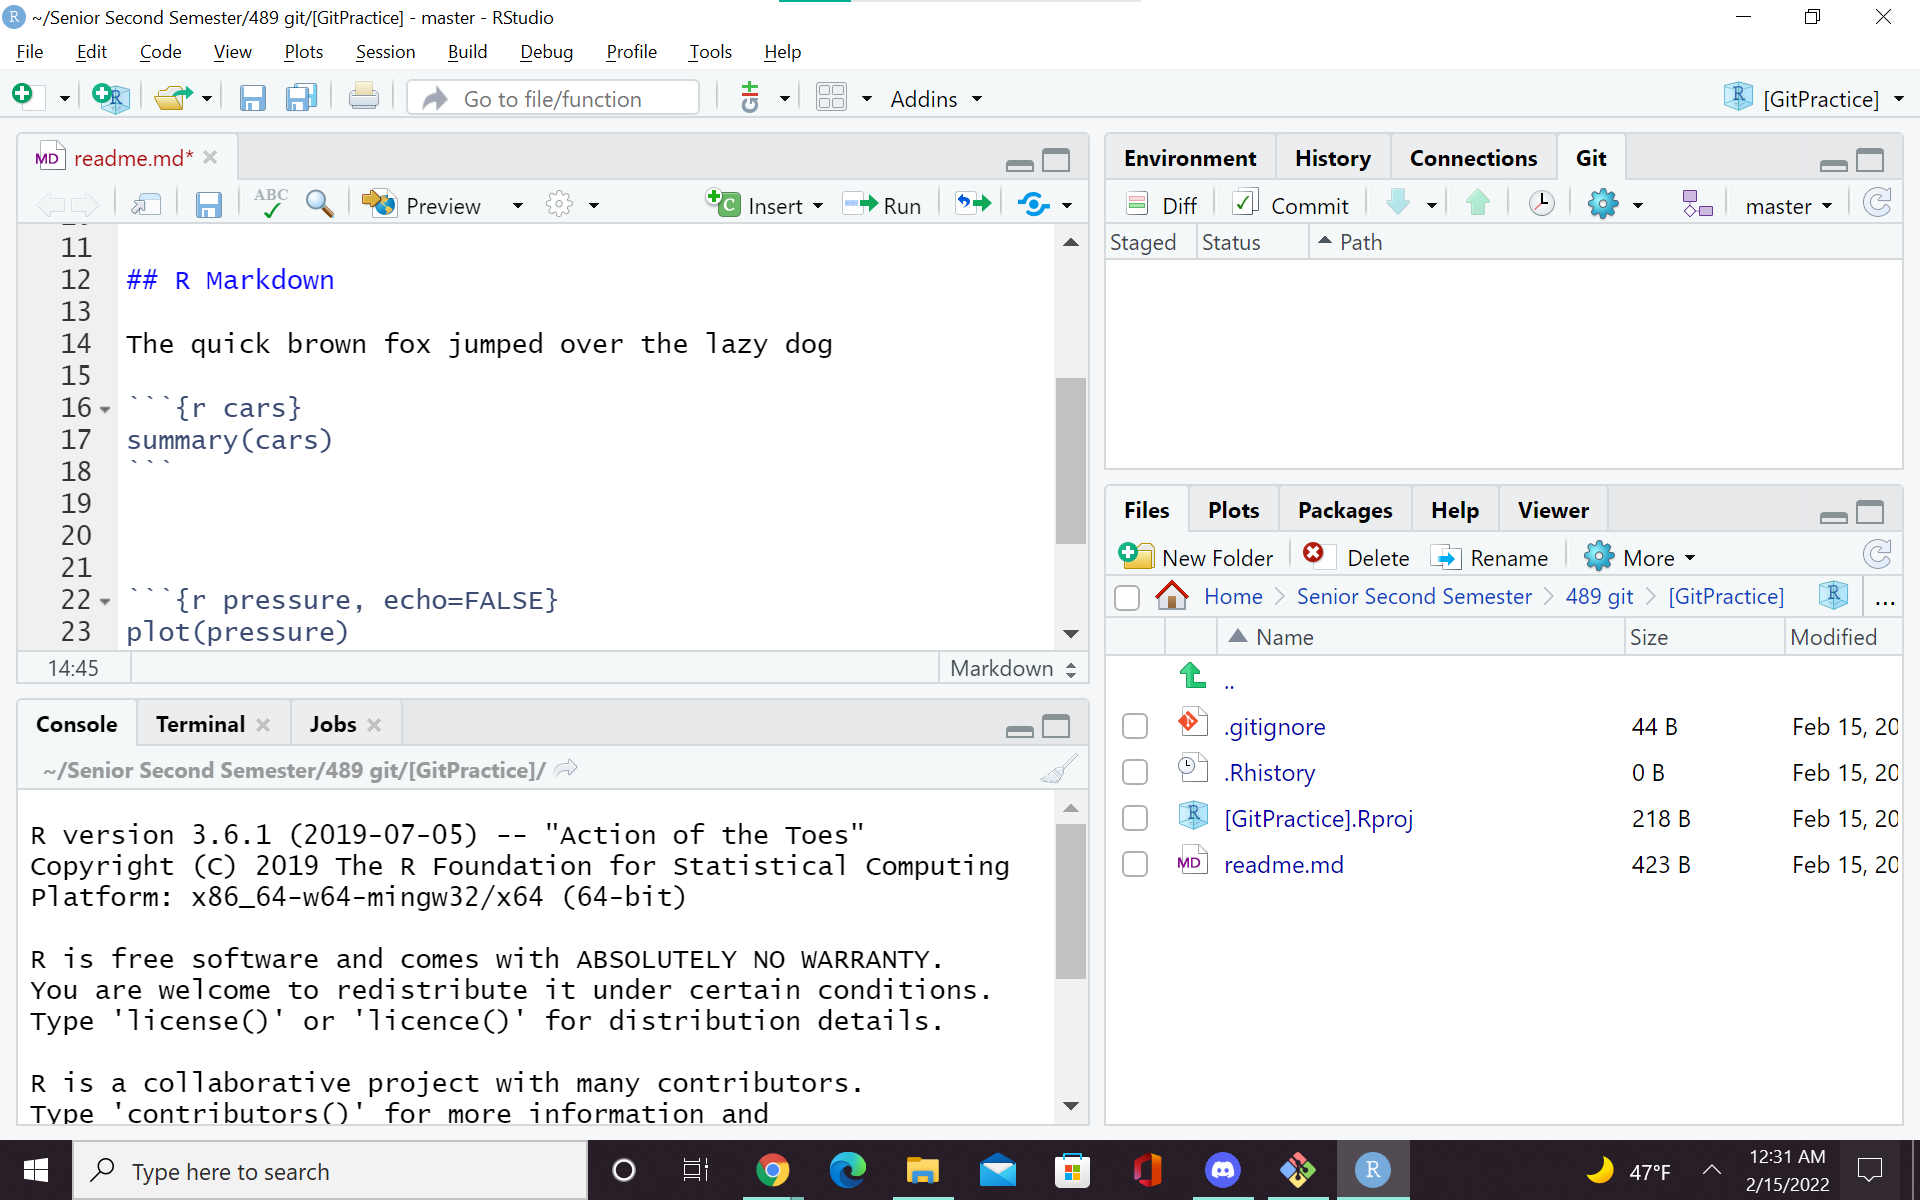 R ~/Senior Second Semester/489 git/[GitPractice] - master - RStudio
File Edit Code View Plots Session Build Debug Profile Tools Help
Go to file/function Addins [GitPractice]
MD readme.md*
ABC Preview Insert Run
11
12 ## R Markdown
13
14 The quick brown fox jumped over the lazy dog
15
16 ```{r cars}
17 summary(cars)
18 ```
19
20
21
22 ```{r pressure, echo=FALSE}
23 plot(pressure)
14:45 Markdown
Console Terminal Jobs
~/Senior Second Semester/489 git/[GitPractice]/
R version 3.6.1 (2019-07-05) -- "Action of the Toes"
Copyright (C) 2019 The R Foundation for Statistical Computing
Platform: x86_64-w64-mingw32/x64 (64-bit)
R is free software and comes with ABSOLUTELY NO WARRANTY.
You are welcome to redistribute it under certain conditions.
Type 'license()' or 'licence()' for distribution details.
R is a collaborative project with many contributors.
Type 'contributors()' for more information and
Environment History Connections Git
Diff Commit master
Staged Status Path
Files Plots Packages Help Viewer
New Folder Delete Rename More
Home Senior Second Semester 489 git [GitPractice] ...
Name Size Modified
..
.gitignore 44 B Feb 15, 20
.Rhistory 0 B Feb 15, 20
[GitPractice].Rproj 218 B Feb 15, 20
MD readme.md 423 B Feb 15, 20
Type here to search
47°F
12:31 AM
2/15/2022